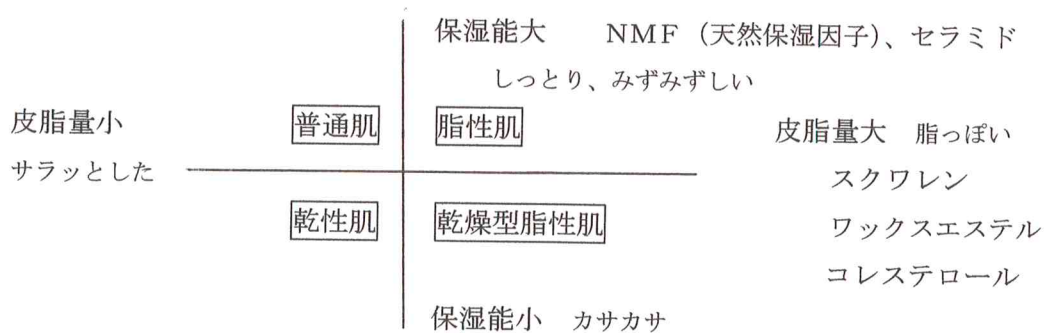 保湿能大　　NMF（天然保湿因子）、セラミド
しっとり、みずみずしい
皮脂量小　普通肌　脂性肌　皮脂量大　脂っぽい
サラッとした
スクワレン
乾性肌　乾燥型脂性肌　ワックスエステル
コレステロール
保湿能小　カサカサ